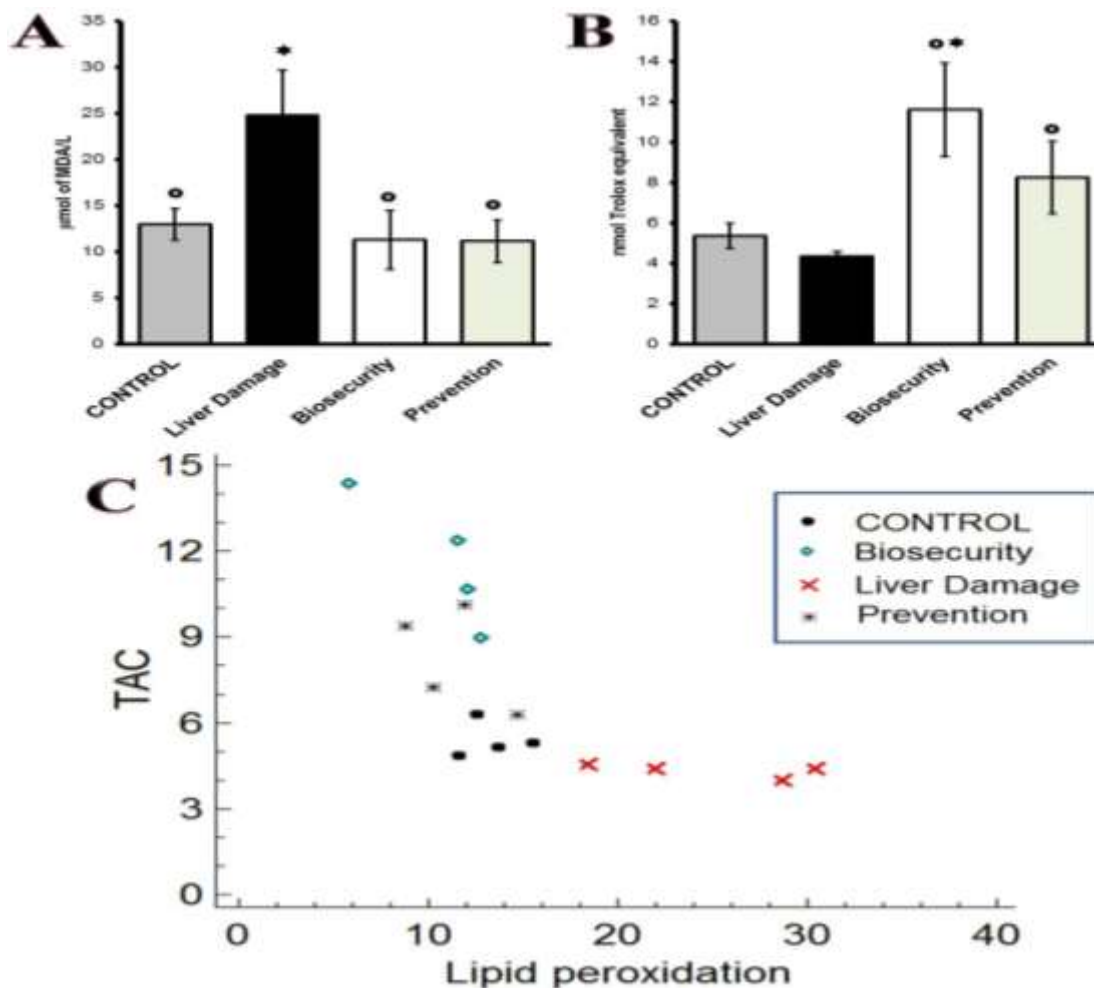 A
35
30
25
20
15
10
5
0
µmol of MDA/L
*
°
°
°
CONTROL
Liver Damage
Biosecurity
Prevention
B
16
14
12
10
8
6
4
2
0
nmol Trolox equivalent
° *
°
CONTROL
Liver Damage
Biosecurity
Prevention
C
15
12
9
6
3
0
TAC
0 10 20 30 40
Lipid peroxidation
CONTROL
Biosecurity
Liver Damage
Prevention